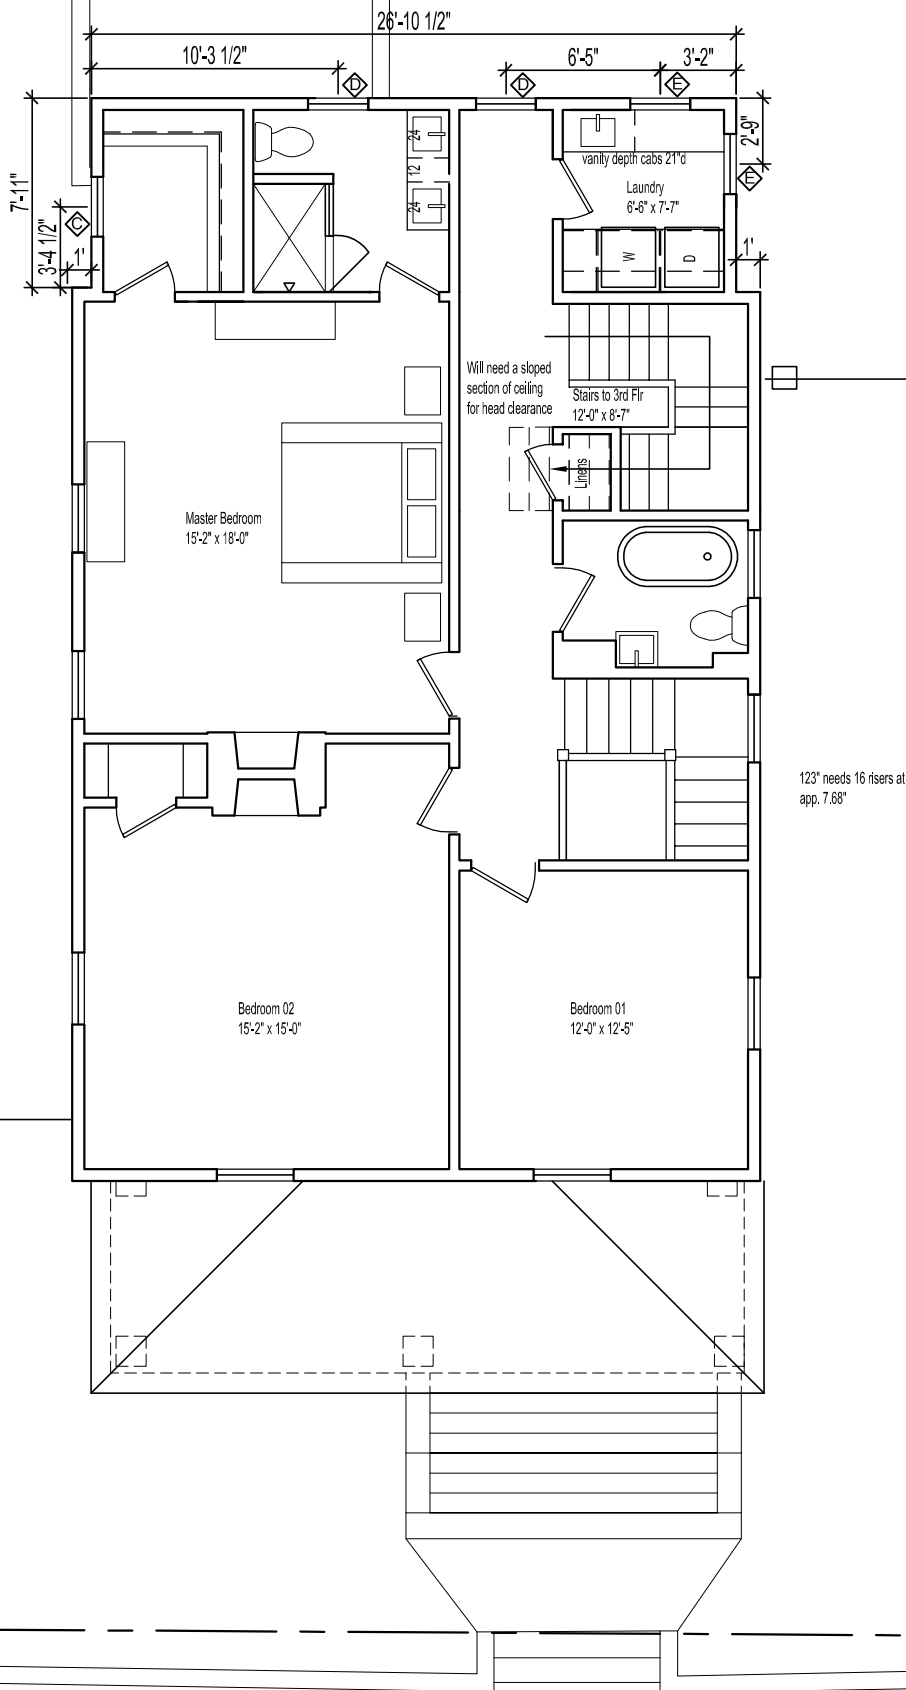 26'-10 1/2"
10'-3 1/2"
6'-5"
3'-2"
D
D
E
7'-11"
3'-4 1/2"
1'
C
24
12
24
2'-9"
E
1'
vanity depth cabs 21"d
Laundry
6'-6" x 7'-7"
W
D
Will need a sloped
section of ceiling
for head clearance
Stairs to 3rd Flr
12'-0" x 8'-7"
Linens
Master Bedroom
15'-2" x 18'-0"
123" needs 16 risers at
app. 7.68"
Bedroom 02
15'-2" x 15'-0"
Bedroom 01
12'-0" x 12'-5"